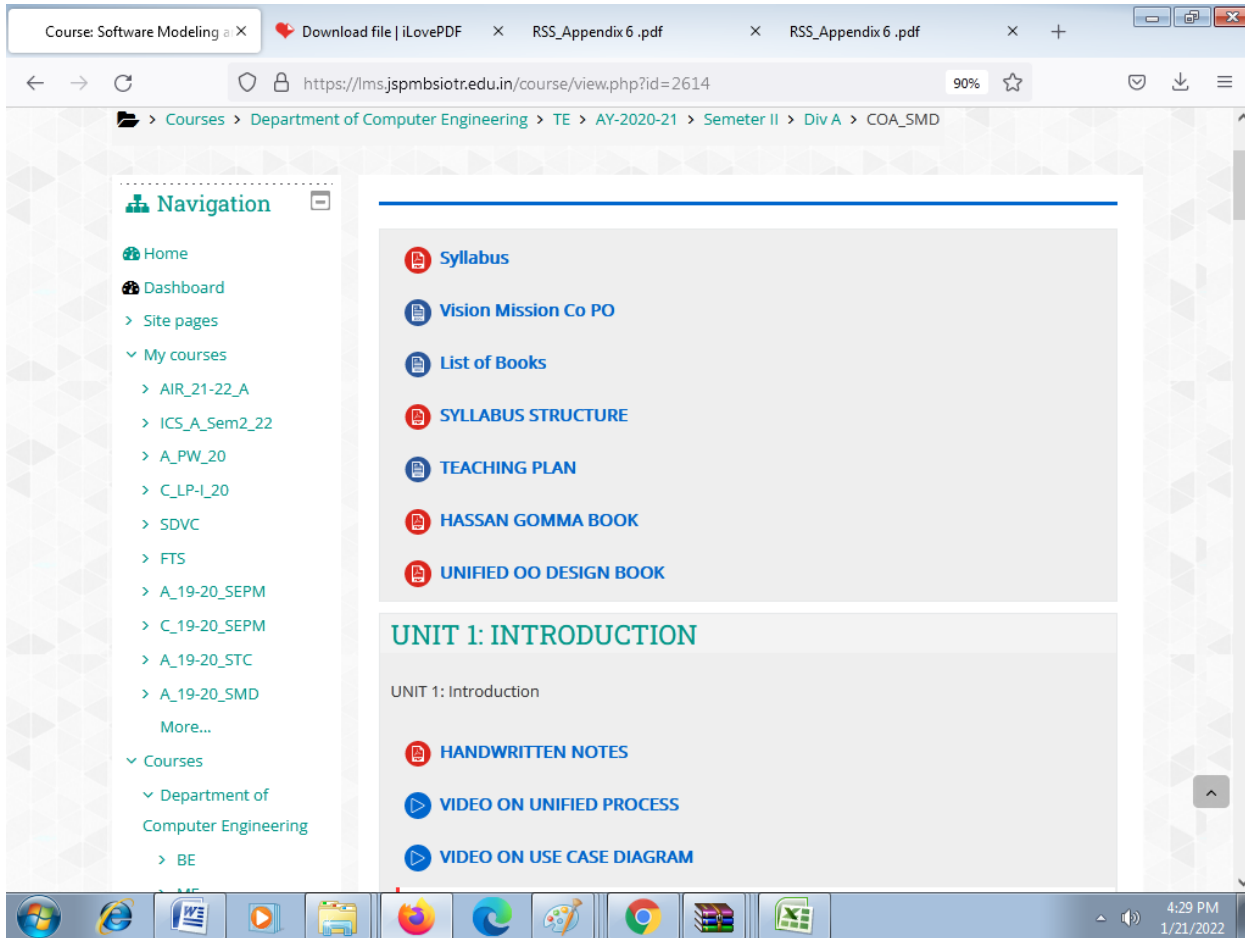 Course: Software Modeling a
Download file | iLovePDF
RSS_Appendix 6 .pdf
RSS_Appendix 6 .pdf
https://lms.jspmbsiotr.edu.in/course/view.php?id=2614
90%
> Courses > Department of Computer Engineering > TE > AY-2020-21 > Semeter II > Div A > COA_SMD
Navigation
Home
Dashboard
Site pages
My courses
AIR_21-22_A
ICS_A_Sem2_22
A_PW_20
C_LP-I_20
SDVC
FTS
A_19-20_SEPM
C_19-20_SEPM
A_19-20_STC
A_19-20_SMD
More...
Courses
Department of
Computer Engineering
BE
ME
Syllabus
Vision Mission Co PO
List of Books
SYLLABUS STRUCTURE
TEACHING PLAN
HASSAN GOMMA BOOK
UNIFIED OO DESIGN BOOK
UNIT 1: INTRODUCTION
UNIT 1: Introduction
HANDWRITTEN NOTES
VIDEO ON UNIFIED PROCESS
VIDEO ON USE CASE DIAGRAM
4:29 PM
1/21/2022